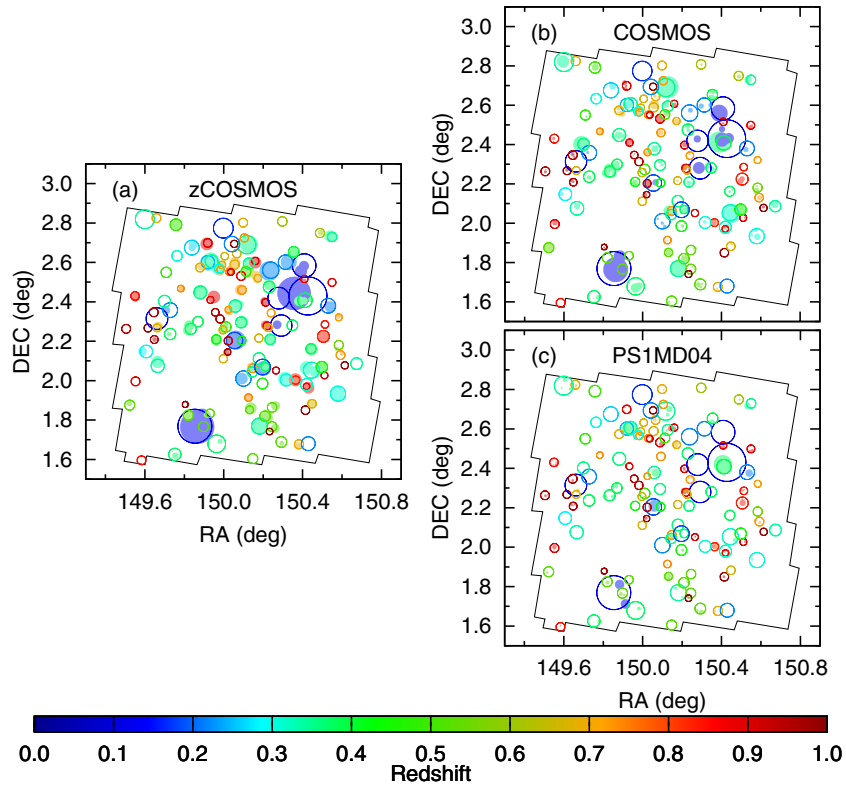 (b) COSMOS
3.0
2.8
2.6
2.4
2.2
2.0
1.8
1.6
DEC (deg)
(a) zCOSMOS
3.0
2.8
2.6
2.4
2.2
2.0
1.8
1.6
DEC (deg)
149.6 150.0 150.4 150.8
RA (deg)
(c) PS1MD04
3.0
2.8
2.6
2.4
2.2
2.0
1.8
1.6
DEC (deg)
149.6 150.0 150.4 150.8
RA (deg)
0.0 0.1 0.2 0.3 0.4 0.5 0.6 0.7 0.8 0.9 1.0
Redshift